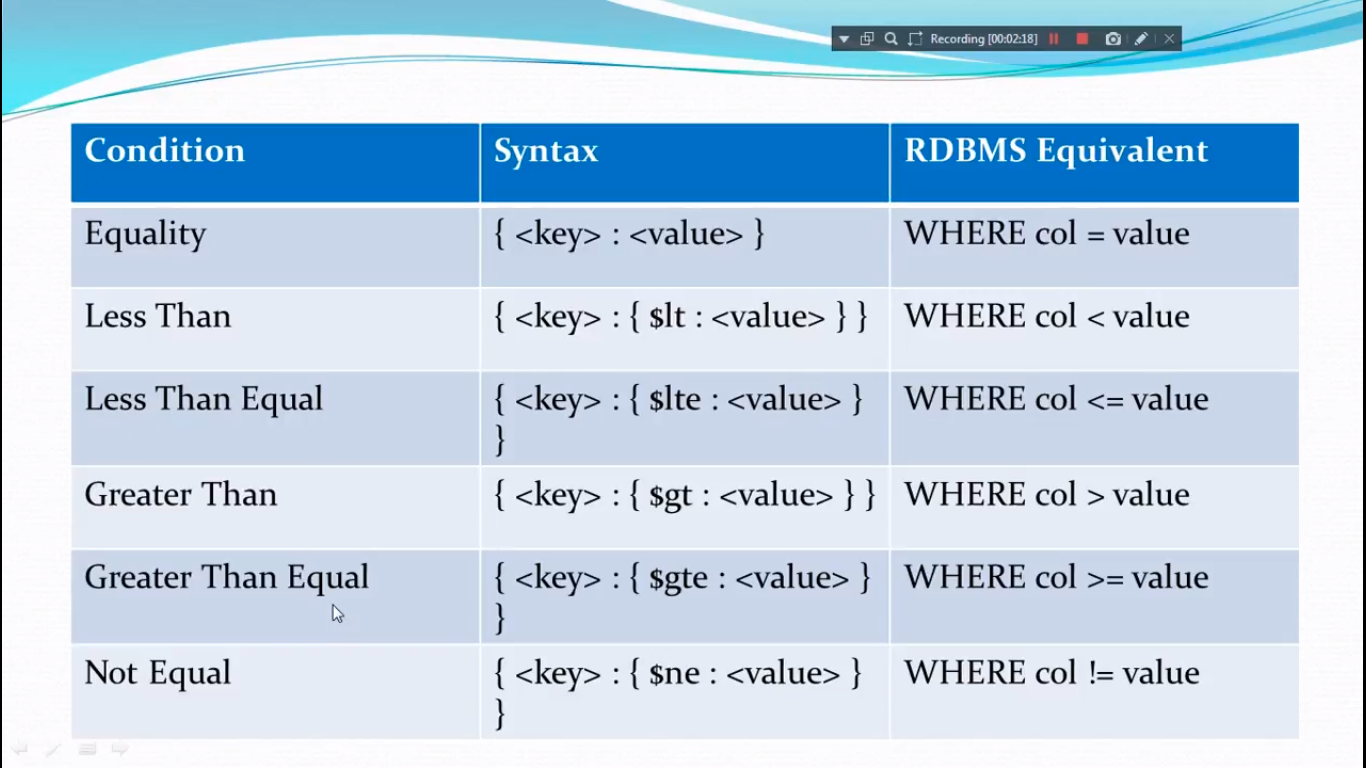 Recording [00:02:18]
Condition Syntax RDBMS Equivalent
Equality { <key> : <value> } WHERE col = value
Less Than { <key> : { $lt : <value> } } WHERE col < value
Less Than Equal { <key> : { $lte : <value> } WHERE col <= value
}
Greater Than { <key> : { $gt : <value> } } WHERE col > value
Greater Than Equal { <key> : { $gte : <value> } WHERE col >= value
}
Not Equal { <key> : { $ne : <value> } WHERE col != value
}